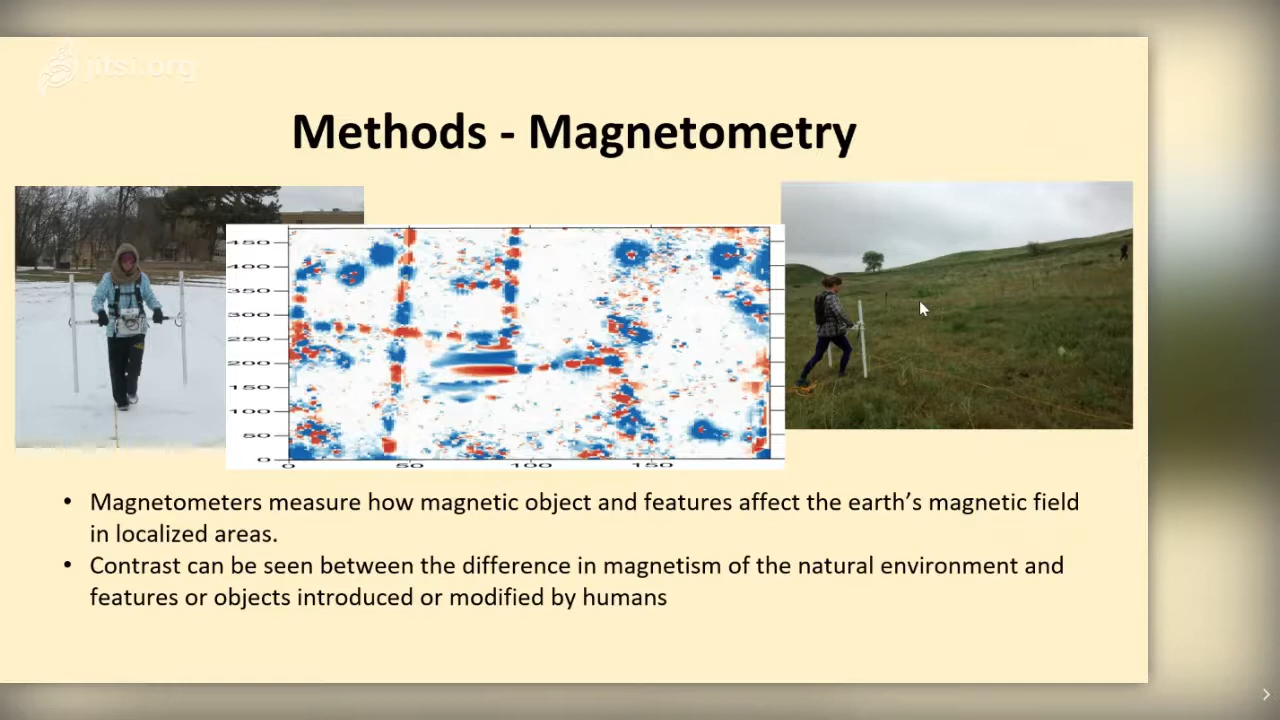 jitsi.org
Methods - Magnetometry
450
400
350
300
250
200
150
100
50
0
0 50 100 150
• Magnetometers measure how magnetic object and features affect the earth’s magnetic field
in localized areas.
• Contrast can be seen between the difference in magnetism of the natural environment and
features or objects introduced or modified by humans